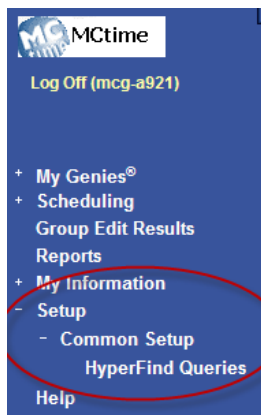 MCtime
Log Off (mcg-a921)
+ My Genies®
+ Scheduling
Group Edit Results
Reports
+ My Information
- Setup
- Common Setup
HyperFind Queries
Help